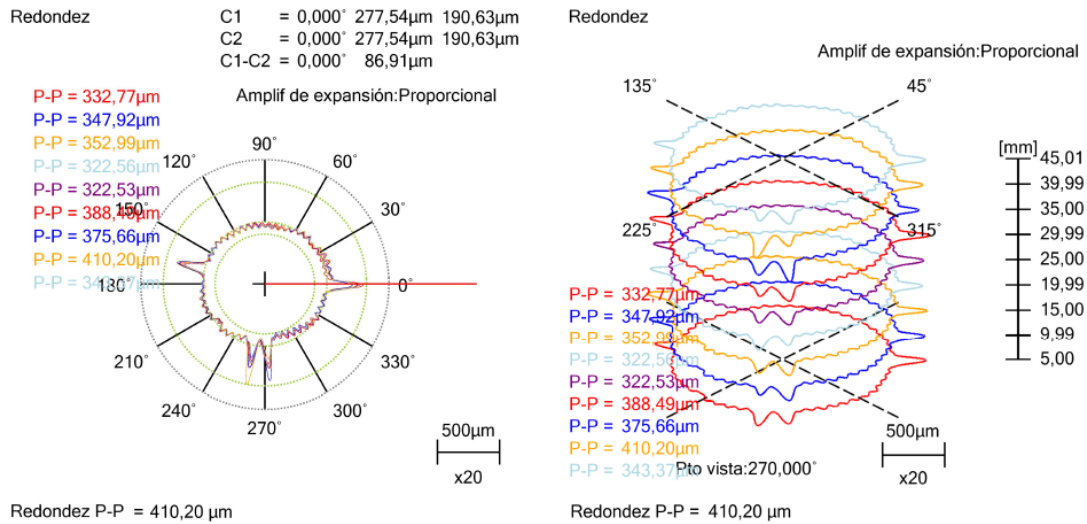 Redondez
C1 = 0,000° 277,54µm 190,63µm
C2 = 0,000° 277,54µm 190,63µm
C1-C2 = 0,000° 86,91µm
Amplif de expansión:Proporcional
P-P = 332,77µm
P-P = 347,92µm
P-P = 352,99µm
P-P = 322,56µm
P-P = 322,53µm
P-P = 388,49µm
P-P = 375,66µm
P-P = 410,20µm
P-P = 343,37µm
90°
120°
60°
150°
30°
180°
0°
210°
330°
240°
300°
270°
500µm
x20
Redondez P-P = 410,20 µm
Redondez
Amplif de expansión:Proporcional
135°
45°
225°
315°
[mm]
45,01
39,99
35,00
29,99
25,00
19,99
15,00
9,99
5,00
P-P = 332,77µm
P-P = 347,92µm
P-P = 352,99µm
P-P = 322,56µm
P-P = 322,53µm
P-P = 388,49µm
P-P = 375,66µm
P-P = 410,20µm
P-P = 343,37µm
Pto vista:270,000°
500µm
x20
Redondez P-P = 410,20 µm